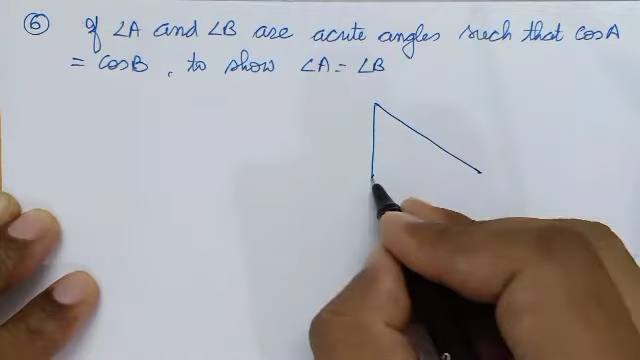 ⑥ If ∠A and ∠B are acute angles such that cosA
= cosB, to show ∠A = ∠B